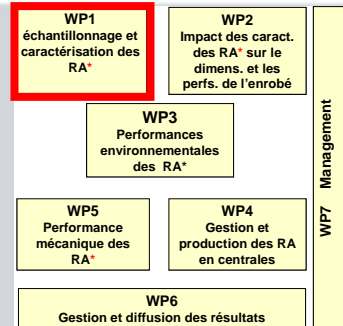 WP1
échantillonnage et
caractérisation des
RA*
WP2
Impact des caract.
des RA* sur le
dimens. et les
perfs. de l'enrobé
WP3
Performances
environnementales
des RA*
WP5
Performance
mécanique des
RA*
WP4
Gestion et
production des RA
en centrales
WP6
Gestion et diffusion des résultats
WP7 Management